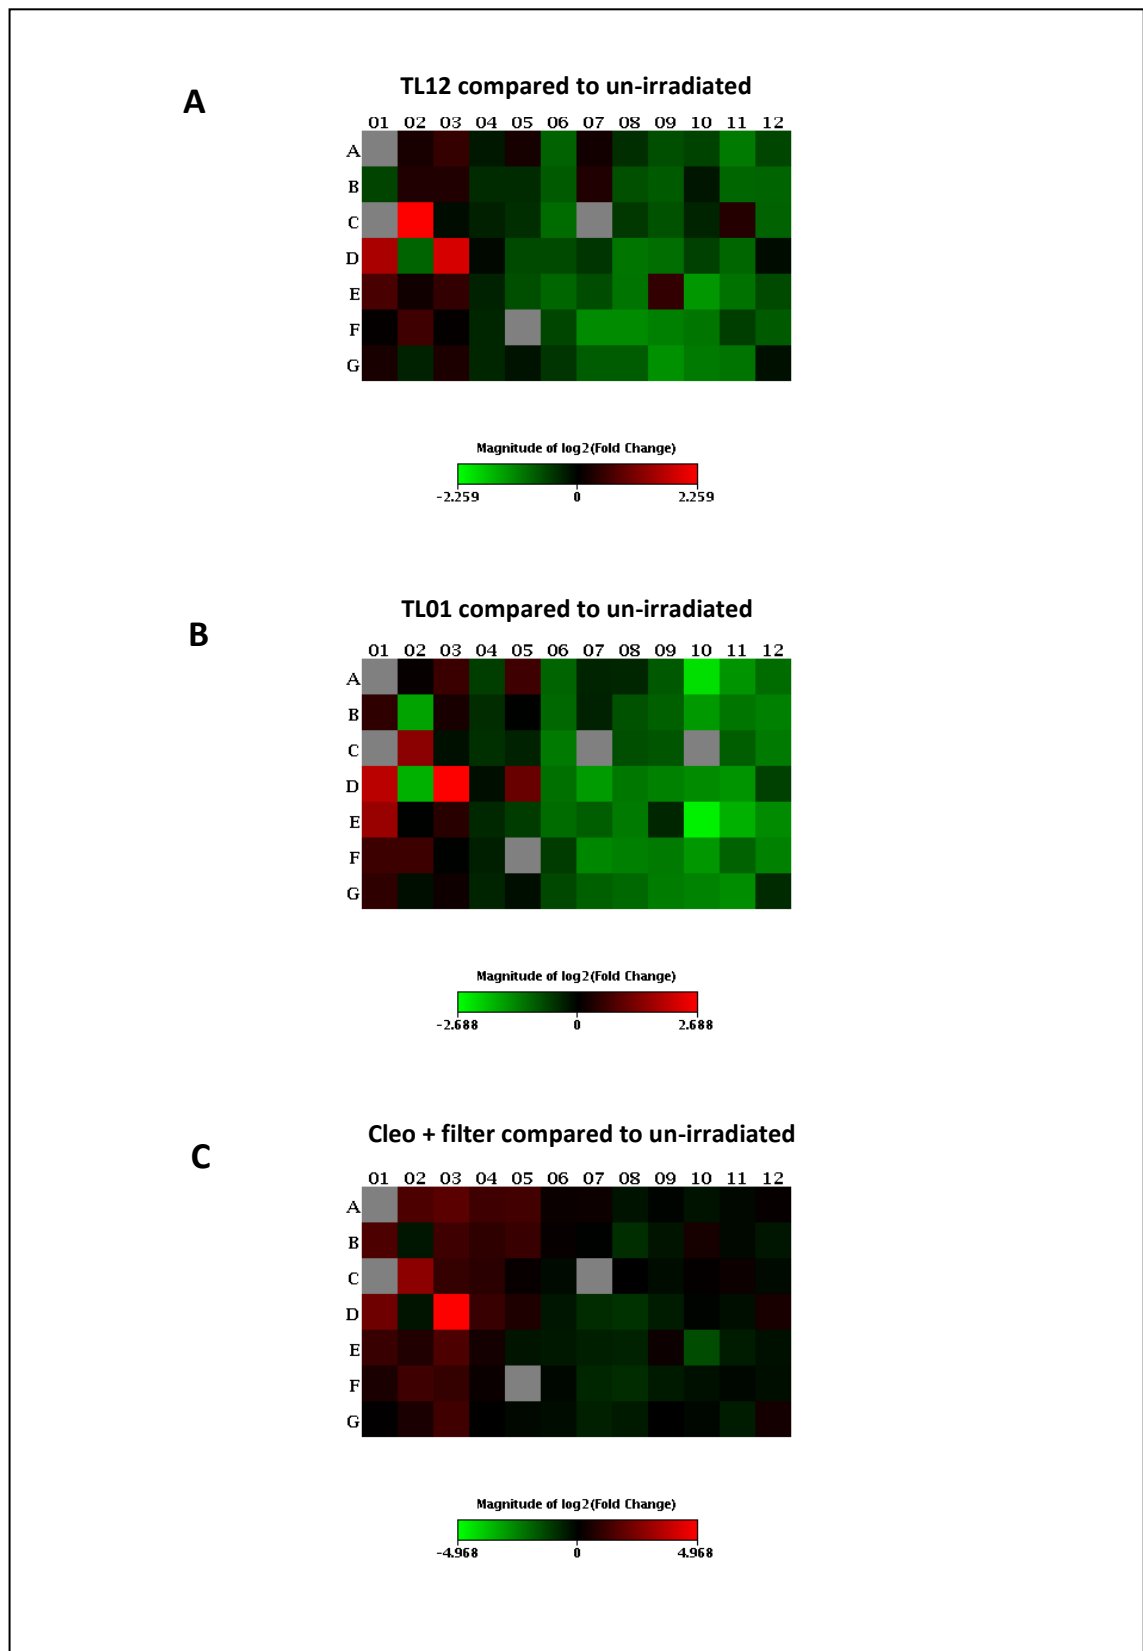 A
TL12 compared to un-irradiated
01 02 03 04 05 06 07 08 09 10 11 12
A
B
C
D
E
F
G
Magnitude of log2(Fold Change)
-2.259 0 2.259
B
TL01 compared to un-irradiated
01 02 03 04 05 06 07 08 09 10 11 12
A
B
C
D
E
F
G
Magnitude of log2(Fold Change)
-2.688 0 2.688
C
Cleo + filter compared to un-irradiated
01 02 03 04 05 06 07 08 09 10 11 12
A
B
C
D
E
F
G
Magnitude of log2(Fold Change)
-4.968 0 4.968